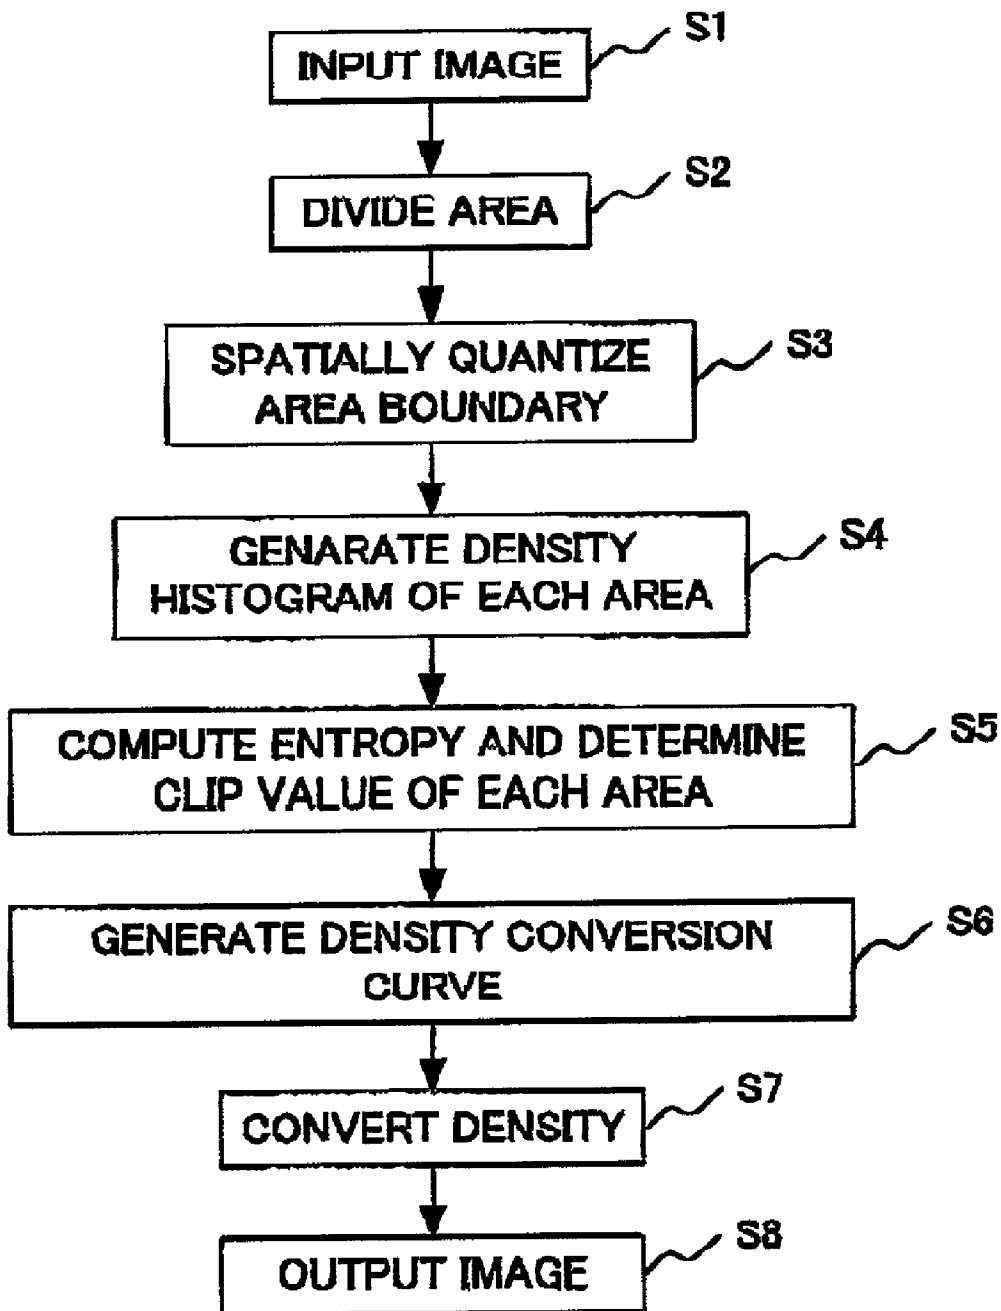 S1
INPUT IMAGE
S2
DIVIDE AREA
S3
SPATIALLY QUANTIZE
AREA BOUNDARY
S4
GENARATE DENSITY
HISTOGRAM OF EACH AREA
S5
COMPUTE ENTROPY AND DETERMINE
CLIP VALUE OF EACH AREA
S6
GENERATE DENSITY CONVERSION
CURVE
S7
CONVERT DENSITY
S8
OUTPUT IMAGE